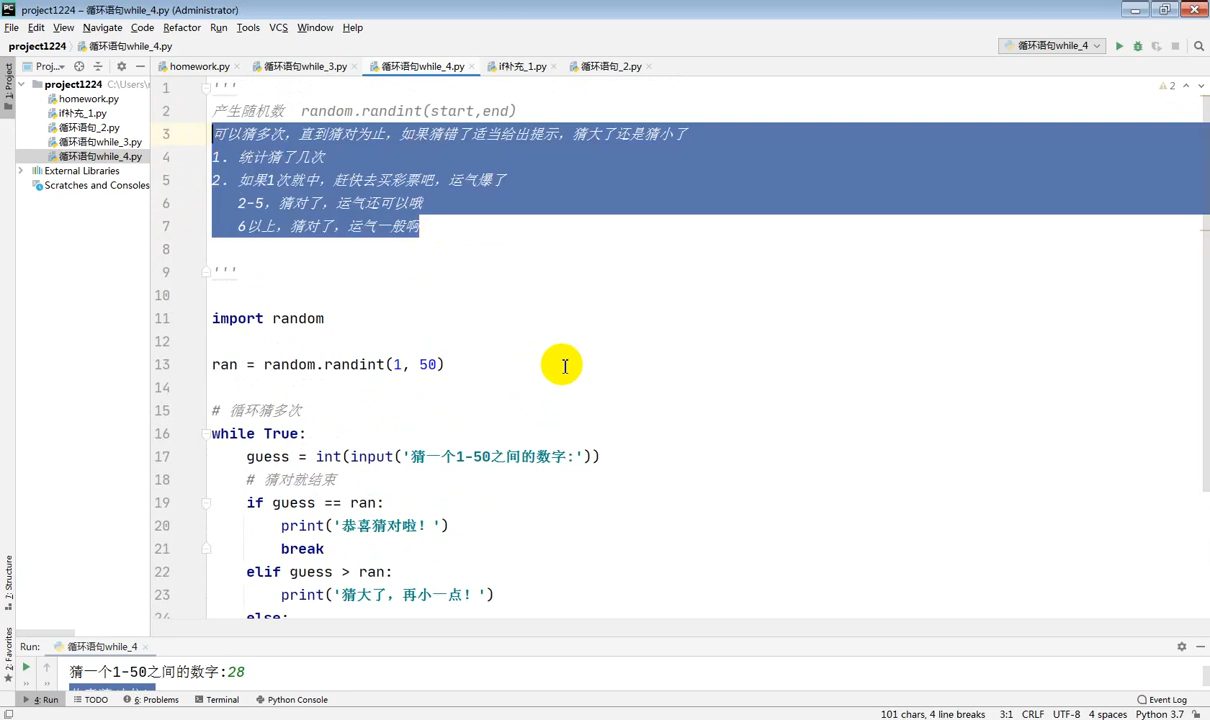 project1224 – 循环语句while_4.py (Administrator)
File Edit View Navigate Code Refactor Run Tools VCS Window Help
project1224 循环语句while_4.py 循环语句while_4
Proj... homework.py 循环语句while_3.py 循环语句while_4.py if补充_1.py 循环语句_2.py
1: Project
project1224
homework.py
if补充_1.py
循环语句_2.py
循环语句while_3.py
循环语句while_4.py
External Libraries
Scratches and Consoles
2
1 '''
2 产生随机数 random.randint(start,end)
3 可以猜多次，直到猜对为止，如果猜错了适当给出提示，猜大了还是猜小了
4 1. 统计猜了几次
5 2. 如果1次就中，赶快去买彩票吧，运气爆了
6 2-5，猜对了，运气还可以哦
7 6以上，猜对了，运气一般啊
8
9 '''
10
11 import random
12
13 ran = random.randint(1, 50)
14
15 # 循环猜多次
16 while True:
17 guess = int(input('猜一个1-50之间的数字:'))
18 # 猜对就结束
19 if guess == ran:
20 print('恭喜猜对啦！')
21 break
22 elif guess > ran:
23 print('猜大了，再小一点！')
24 else:
7: Structure
2: Favorites
Run: 循环语句while_4
猜一个1-50之间的数字:28
4: Run TODO 6: Problems Terminal Python Console Event Log
101 chars, 4 line breaks 3:1 CRLF UTF-8 4 spaces Python 3.7